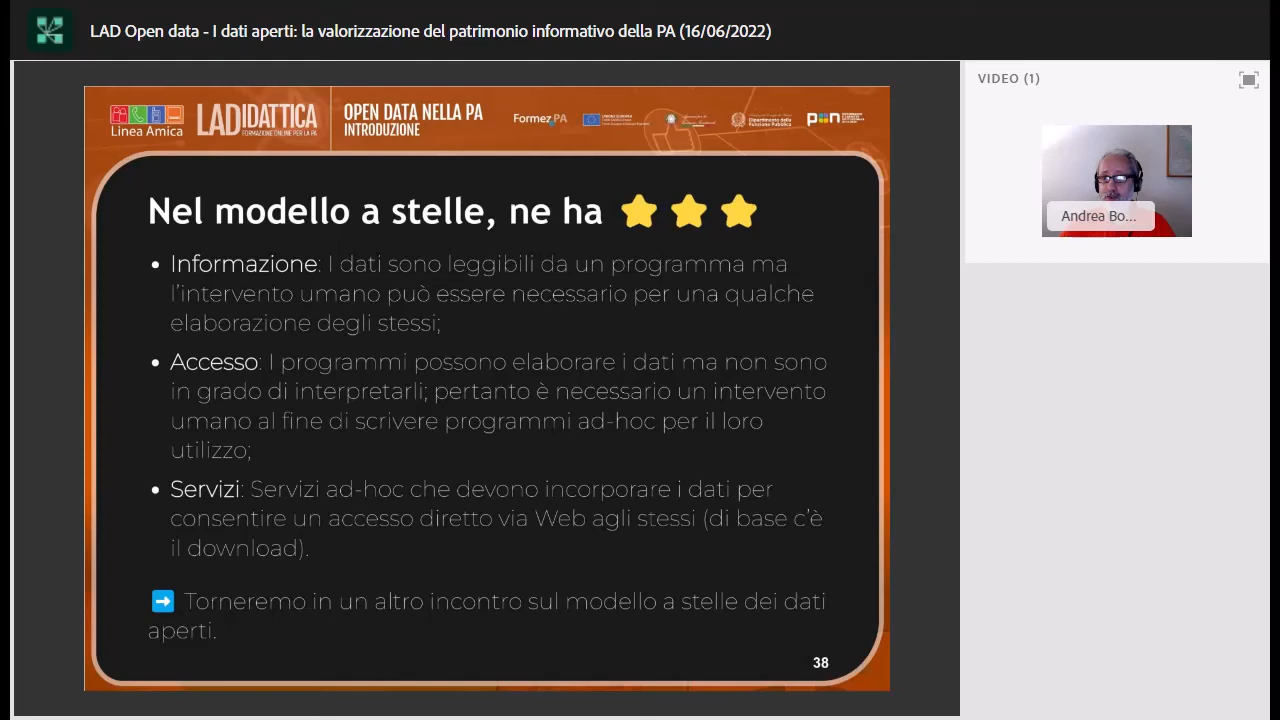 LAD Open data - I dati aperti: la valorizzazione del patrimonio informativo della PA (16/06/2022)
VIDEO (1)
Linea Amica
LADIDATTICA
FORMAZIONE ONLINE PER LA PA
OPEN DATA NELLA PA
INTRODUZIONE
FormezPA
UNIONE EUROPEA
Dipartimento della
Funzione Pubblica
pon
Andrea Bo...
Nel modello a stelle, ne ha
• Informazione: I dati sono leggibili da un programma ma
l'intervento umano può essere necessario per una qualche
elaborazione degli stessi;
• Accesso: I programmi possono elaborare i dati ma non sono
in grado di interpretarli; pertanto è necessario un intervento
umano al fine di scrivere programmi ad-hoc per il loro
utilizzo;
• Servizi: Servizi ad-hoc che devono incorporare i dati per
consentire un accesso diretto via Web agli stessi (di base c'è
il download).
Torneremo in un altro incontro sul modello a stelle dei dati
aperti.
38